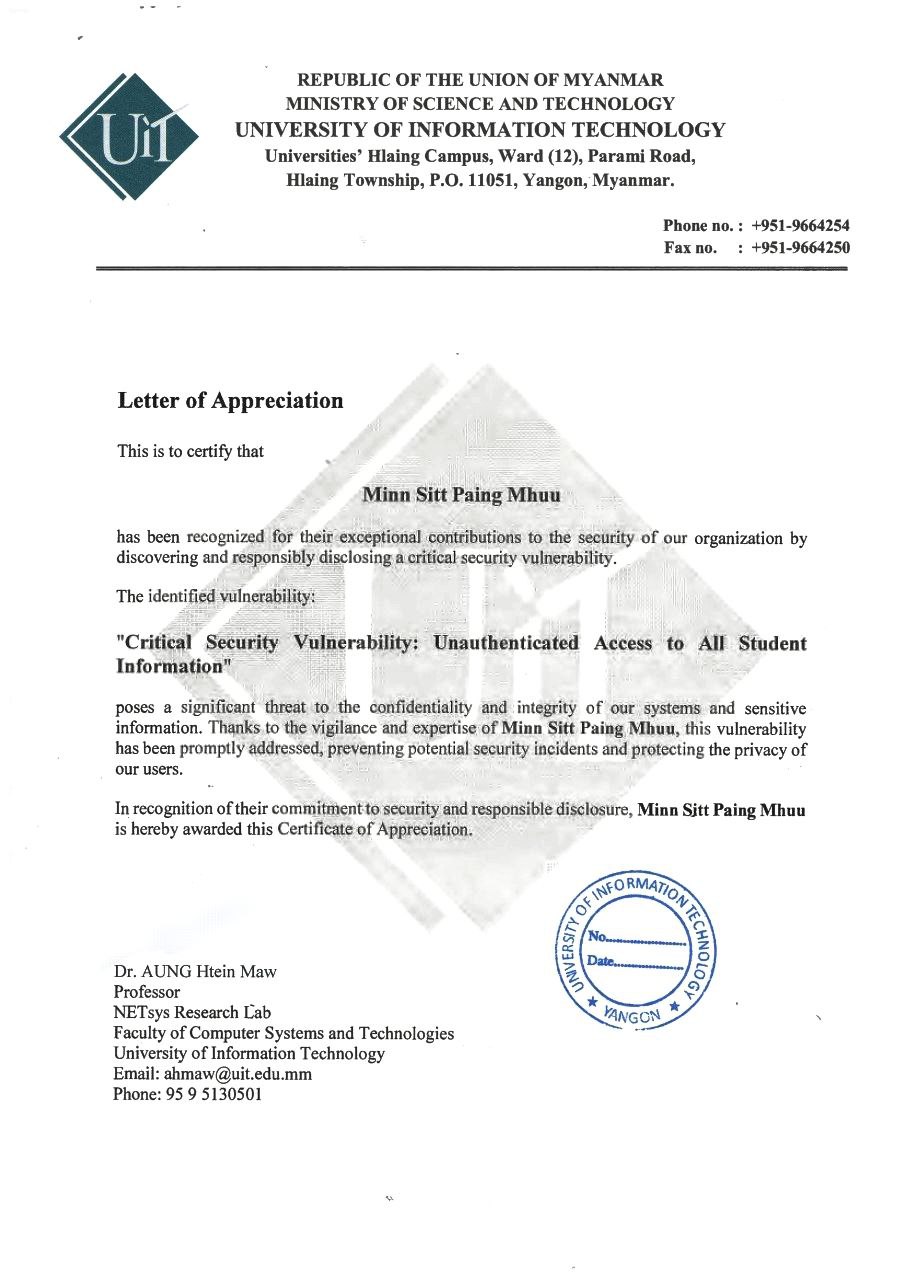 UiT
REPUBLIC OF THE UNION OF MYANMAR
MINISTRY OF SCIENCE AND TECHNOLOGY
UNIVERSITY OF INFORMATION TECHNOLOGY
Universities' Hlaing Campus, Ward (12), Parami Road,
Hlaing Township, P.O. 11051, Yangon, Myanmar.
Phone no. : +951-9664254
Fax no. : +951-9664250
Letter of Appreciation
This is to certify that
Minn Sitt Paing Mhuu
has been recognized for their exceptional contributions to the security of our organization by
discovering and responsibly disclosing a critical security vulnerability.
The identified vulnerability:
"Critical Security Vulnerability: Unauthenticated Access to All Student
Information"
poses a significant threat to the confidentiality and integrity of our systems and sensitive
information. Thanks to the vigilance and expertise of Minn Sitt Paing Mhuu, this vulnerability
has been promptly addressed, preventing potential security incidents and protecting the privacy of
our users.
In recognition of their commitment to security and responsible disclosure, Minn Sitt Paing Mhuu
is hereby awarded this Certificate of Appreciation.
UNIVERSITY OF INFORMATION TECHNOLOGY
No....................
Date..................
★ YANGON ★
Dr. AUNG Htein Maw
Professor
NETsys Research Lab
Faculty of Computer Systems and Technologies
University of Information Technology
Email: ahmaw@uit.edu.mm
Phone: 95 9 5130501